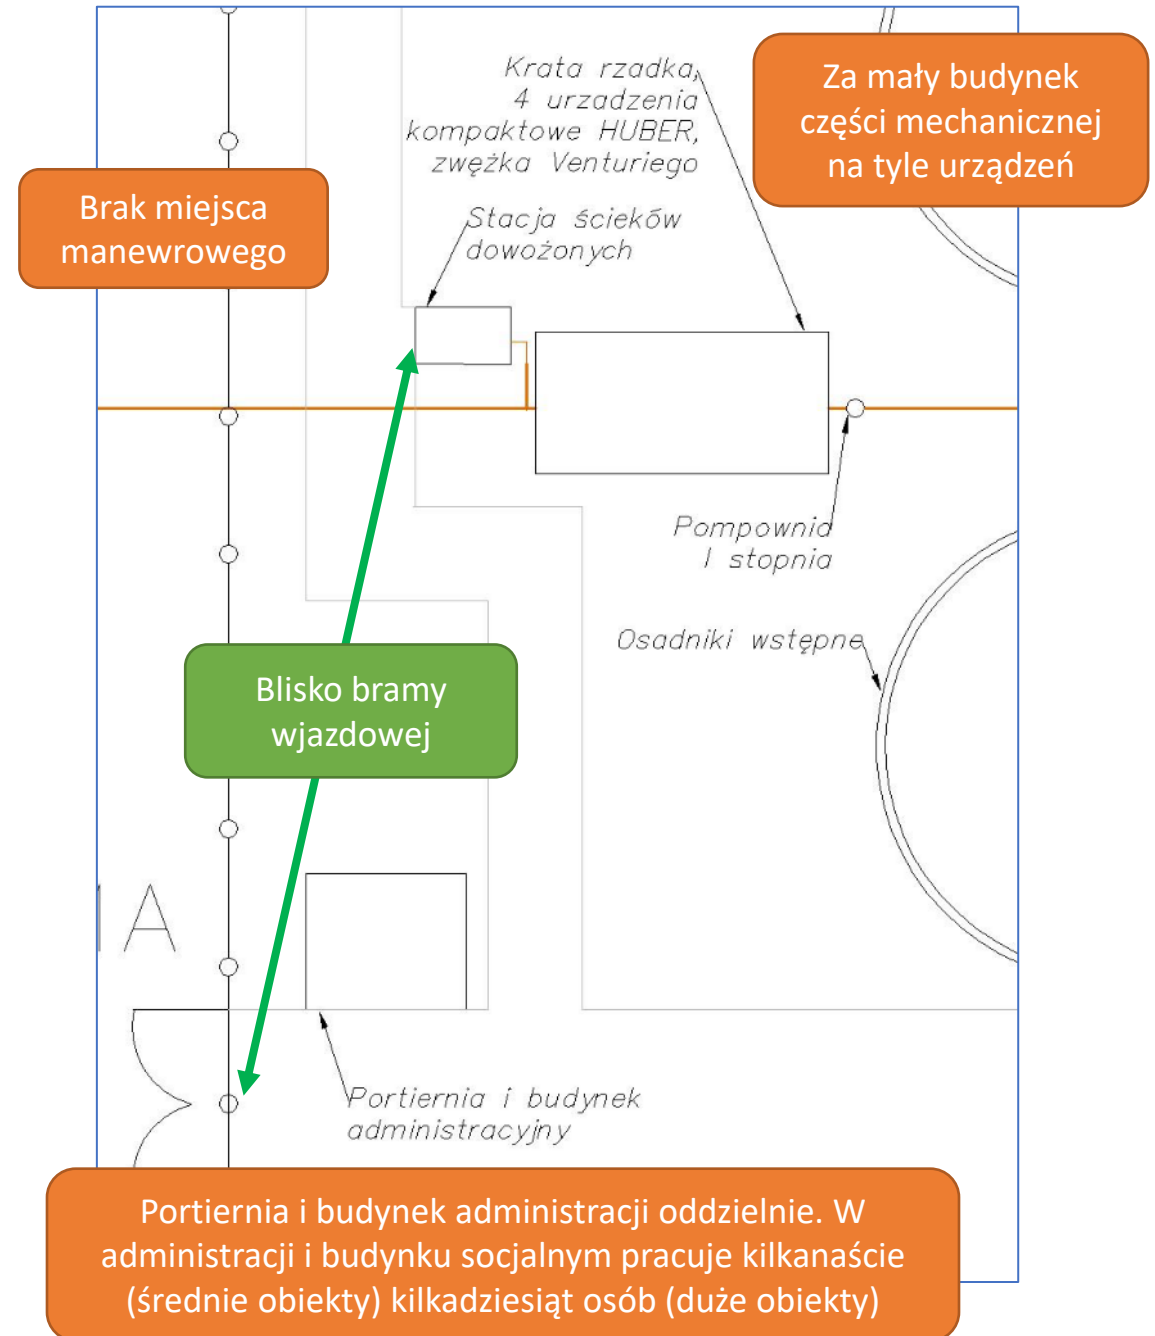 Krata rzadka,
4 urzadzenia
kompaktowe HUBER,
zwężka Venturiego
Za mały budynek
części mechanicznej
na tyle urządzeń
Brak miejsca
manewrowego
Stacja ścieków
dowożonych
Pompownia
I stopnia
Osadniki wstępne
Blisko bramy
wjazdowej
A
Portiernia i budynek
administracyjny
Portiernia i budynek administracji oddzielnie. W
administracji i budynku socjalnym pracuje kilkanaście
(średnie obiekty) kilkadziesiąt osób (duże obiekty)